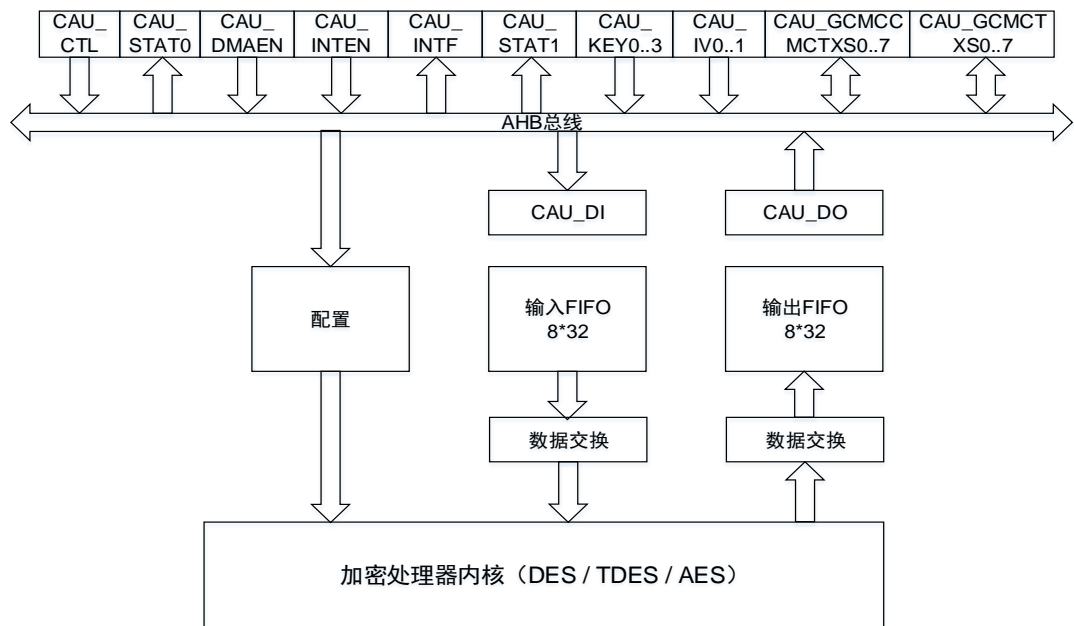 CAU_
CTL
CAU_
STAT0
CAU_
DMAEN
CAU_
INTEN
CAU_
INTF
CAU_
STAT1
CAU_
KEY0..3
CAU_
IV0..1
CAU_GCMCC
MCTXS0..7
CAU_GCMCT
XS0..7
AHB总线
CAU_DI
CAU_DO
配置
输入FIFO
8*32
输出FIFO
8*32
数据交换
数据交换
加密处理器内核（DES / TDES / AES）